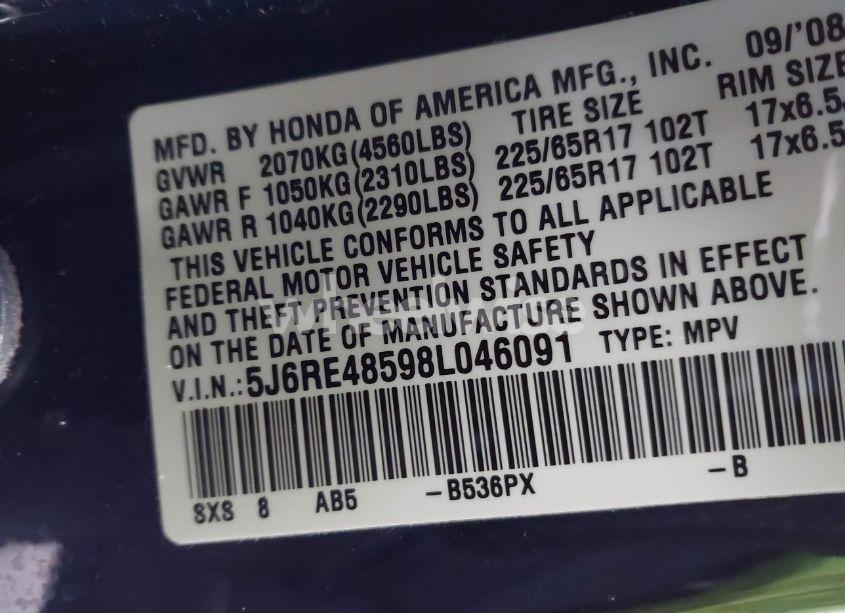 MFD. BY HONDA OF AMERICA MFG., INC. 09/'08
GVWR 2070KG(4560LBS) TIRE SIZE RIM SIZE
GAWR F 1050KG(2310LBS) 225/65R17 102T 17x6.5J
GAWR R 1040KG(2290LBS) 225/65R17 102T 17x6.5
THIS VEHICLE CONFORMS TO ALL APPLICABLE
FEDERAL MOTOR VEHICLE SAFETY
AND THEFT PREVENTION STANDARDS IN EFFECT
ON THE DATE OF MANUFACTURE SHOWN ABOVE.
V.I.N.: 5J6RE48598L046091 TYPE: MPV
SXS 8 AB5 -B536PX -B